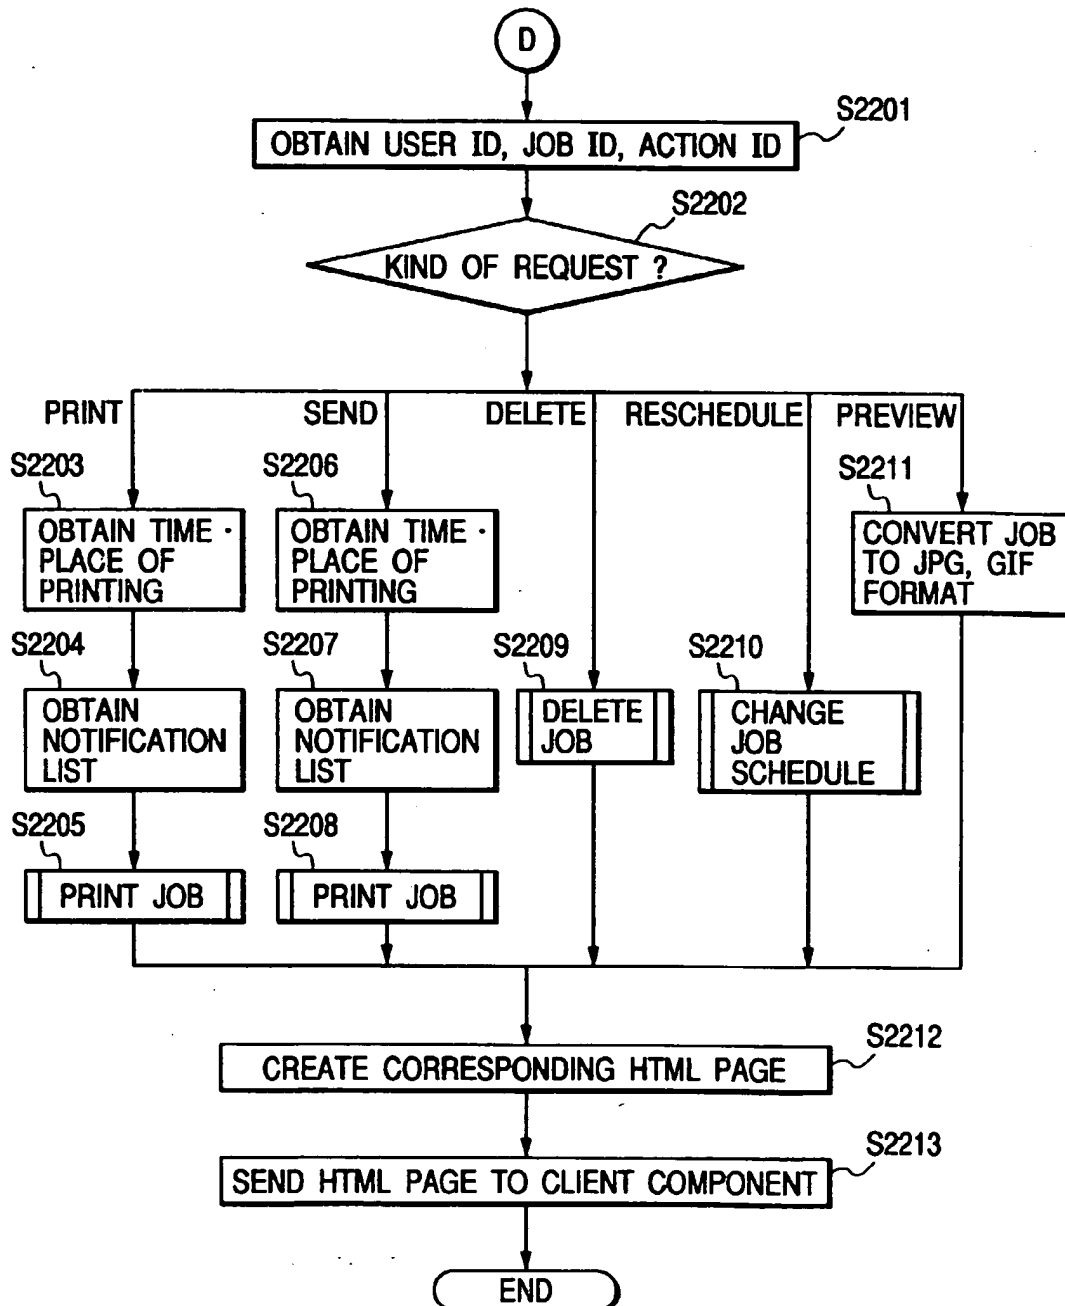 D
S2201
OBTAIN USER ID, JOB ID, ACTION ID
S2202
KIND OF REQUEST ?
PRINT
SEND
DELETE
RESCHEDULE
PREVIEW
S2203
OBTAIN TIME ·
PLACE OF
PRINTING
S2206
OBTAIN TIME ·
PLACE OF
PRINTING
S2211
CONVERT JOB
TO JPG, GIF
FORMAT
S2204
OBTAIN
NOTIFICATION
LIST
S2207
OBTAIN
NOTIFICATION
LIST
S2209
DELETE
JOB
S2210
CHANGE
JOB
SCHEDULE
S2205
PRINT JOB
S2208
PRINT JOB
S2212
CREATE CORRESPONDING HTML PAGE
S2213
SEND HTML PAGE TO CLIENT COMPONENT
END